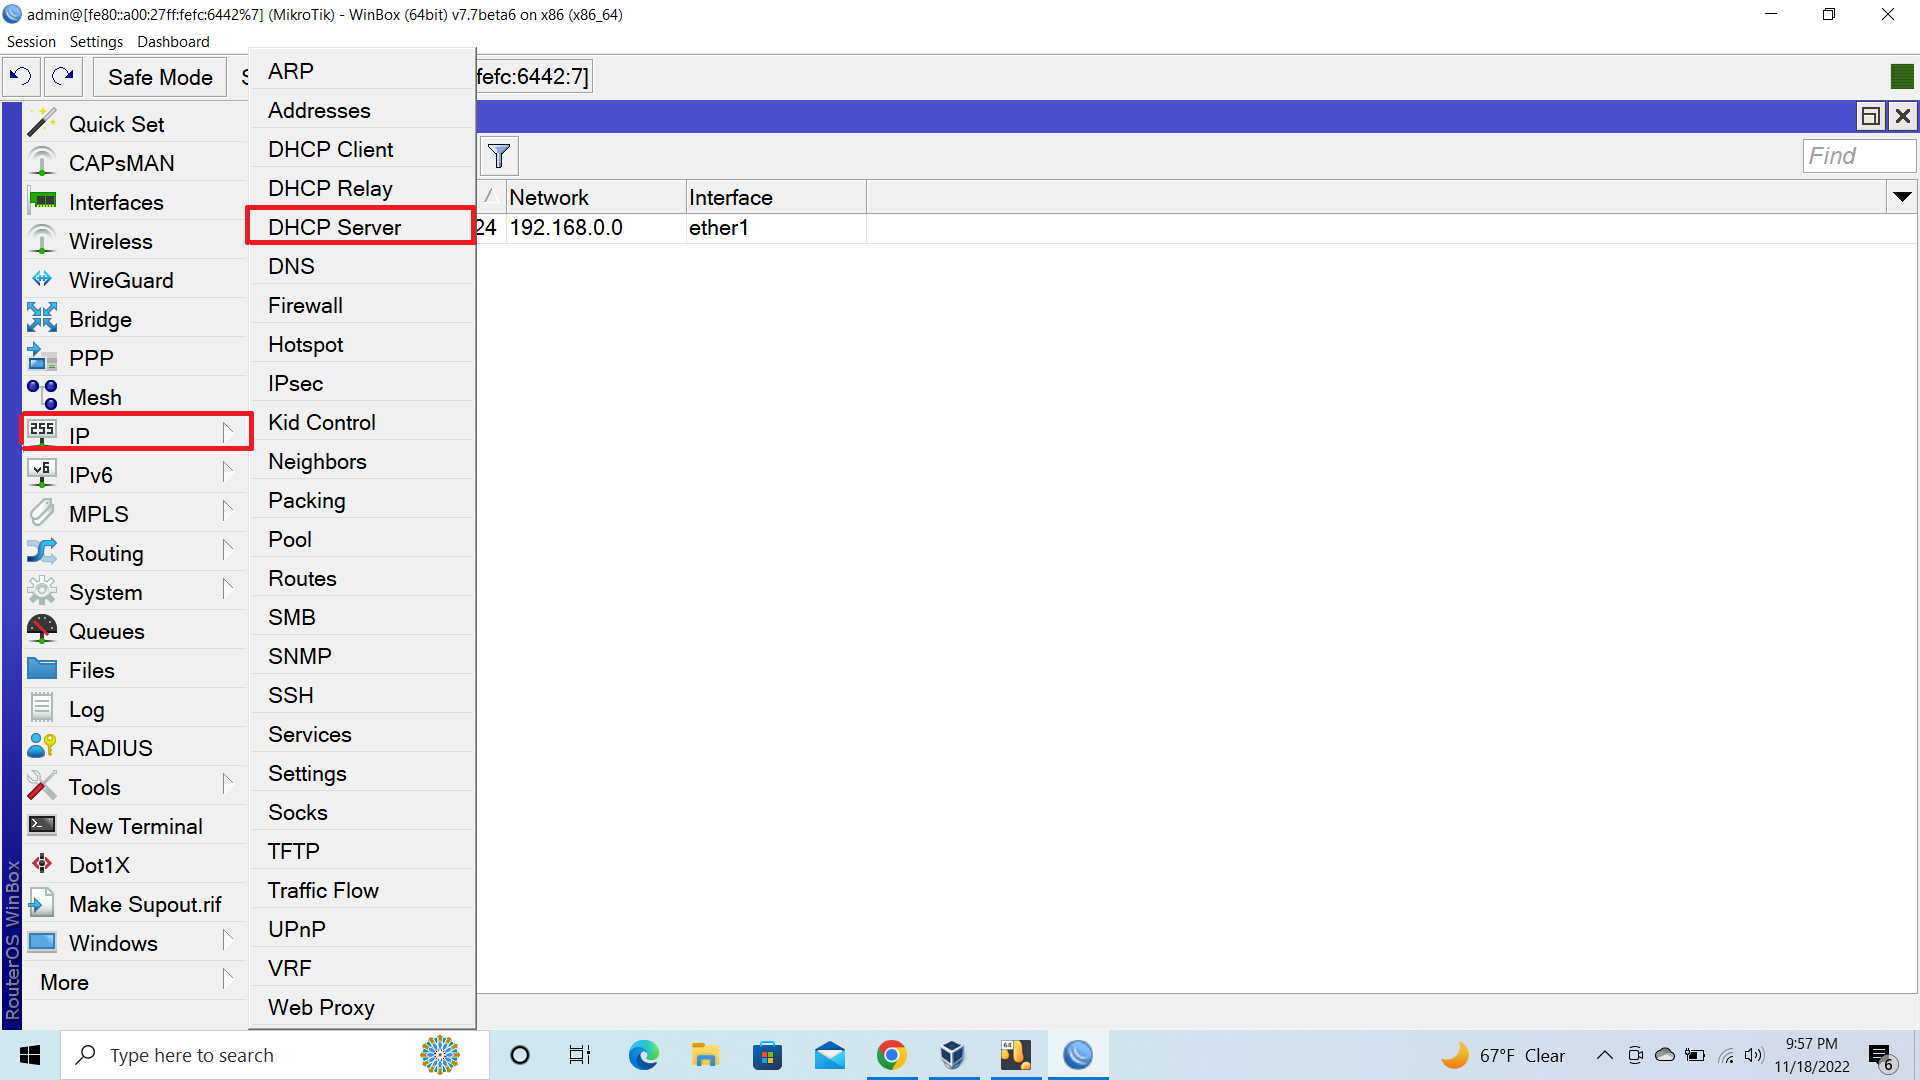 admin@[fe80::a00:27ff:fefc:6442%7] (MikroTik) - WinBox (64bit) v7.7beta6 on x86 (x86_64)
Session Settings Dashboard
Safe Mode S fefc:6442:7]
Quick Set
CAPsMAN
Interfaces
Wireless
WireGuard
Bridge
PPP
Mesh
255 IP
v6 IPv6
MPLS
Routing
System
Queues
Files
Log
RADIUS
Tools
New Terminal
Dot1X
Make Supout.rif
Windows
More
RouterOS WinBox
ARP
Addresses
DHCP Client
DHCP Relay
DHCP Server
DNS
Firewall
Hotspot
IPsec
Kid Control
Neighbors
Packing
Pool
Routes
SMB
SNMP
SSH
Services
Settings
Socks
TFTP
Traffic Flow
UPnP
VRF
Web Proxy
Find
Network Interface
24 192.168.0.0 ether1
Type here to search
64
67°F Clear
9:57 PM
11/18/2022
6